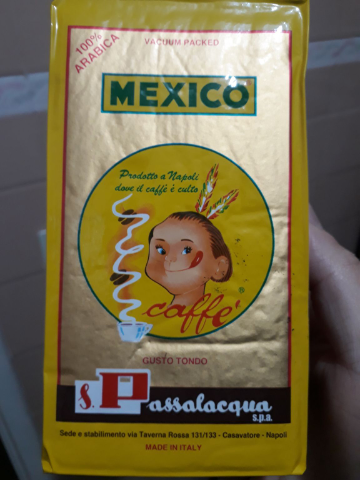 100%
ARABICA
VACUUM PACKED
MEXICO
Prodotto a Napoli
dove il caffè è culto
caffè
GUSTO TONDO
S. Passalacqua
s.p.a.
Sede e stabilimento via Taverna Rossa 131/133 - Casavatore - Napoli
MADE IN ITALY